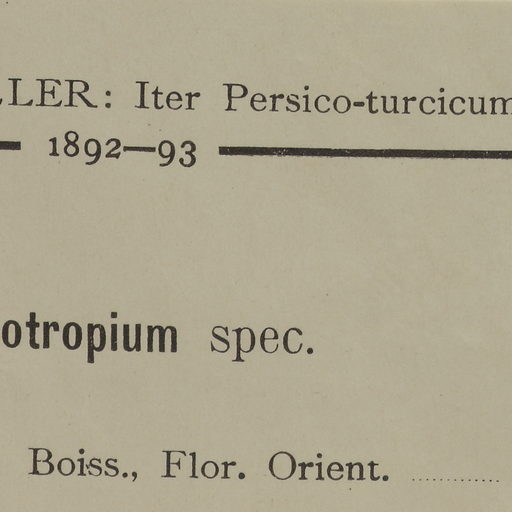 LLER: Iter Persico-turcicum
1892—93
otropium spec.
Boiss., Flor. Orient. ............